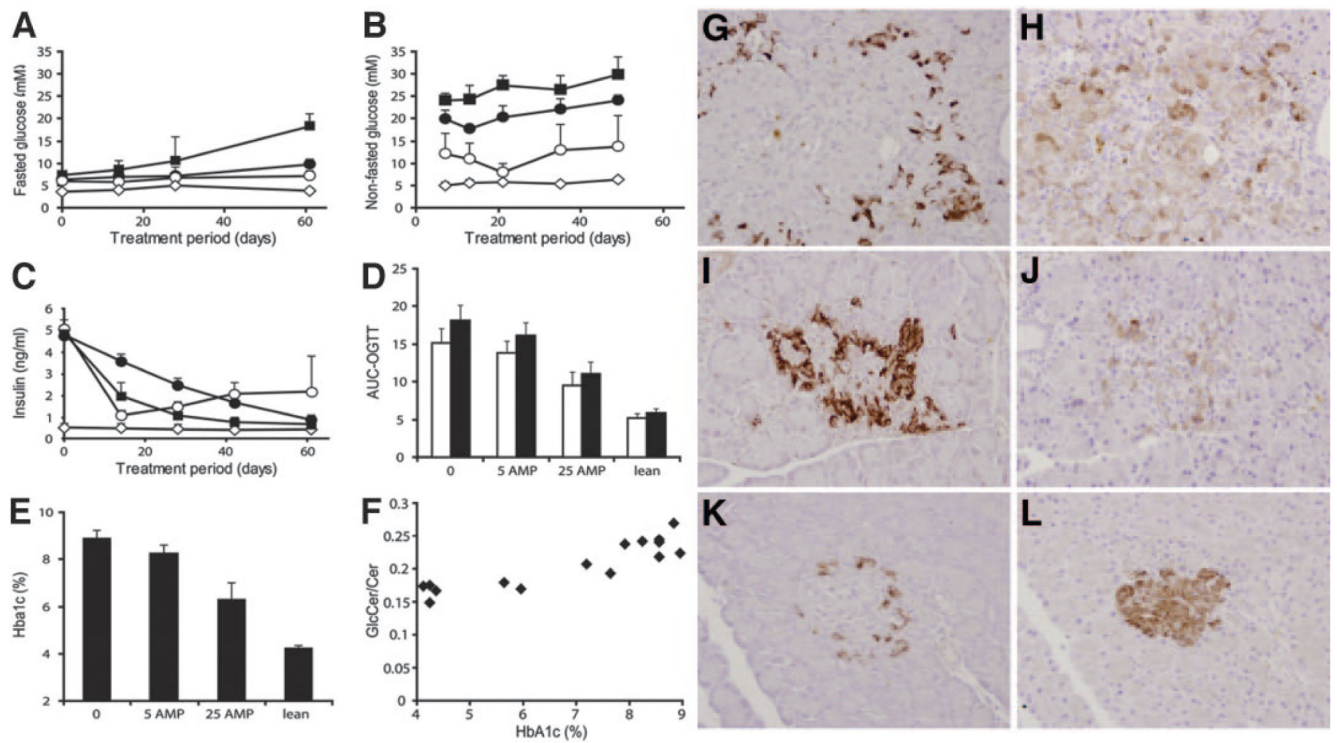 A
Fasted glucose (mM)
35
30
25
20
15
10
5
0
0 20 40 60
Treatment period (days)
B
Non-fasted glucose (mM)
35
30
25
20
15
10
5
0
0 20 40 60
Treatment period (days)
C
Insulin (ng/ml)
6
5
4
3
2
1
0
0 20 40 60
Treatment period (days)
D
AUC-OGTT
25
20
15
10
5
0
0 5 AMP 25 AMP lean
E
Hba1c (%)
10
8
6
4
2
0 5 AMP 25 AMP lean
F
GlcCer/Cer
0.3
0.25
0.2
0.15
0.1
0.05
0
4 5 6 7 8 9
HbA1c (%)
G
H
I
J
K
L